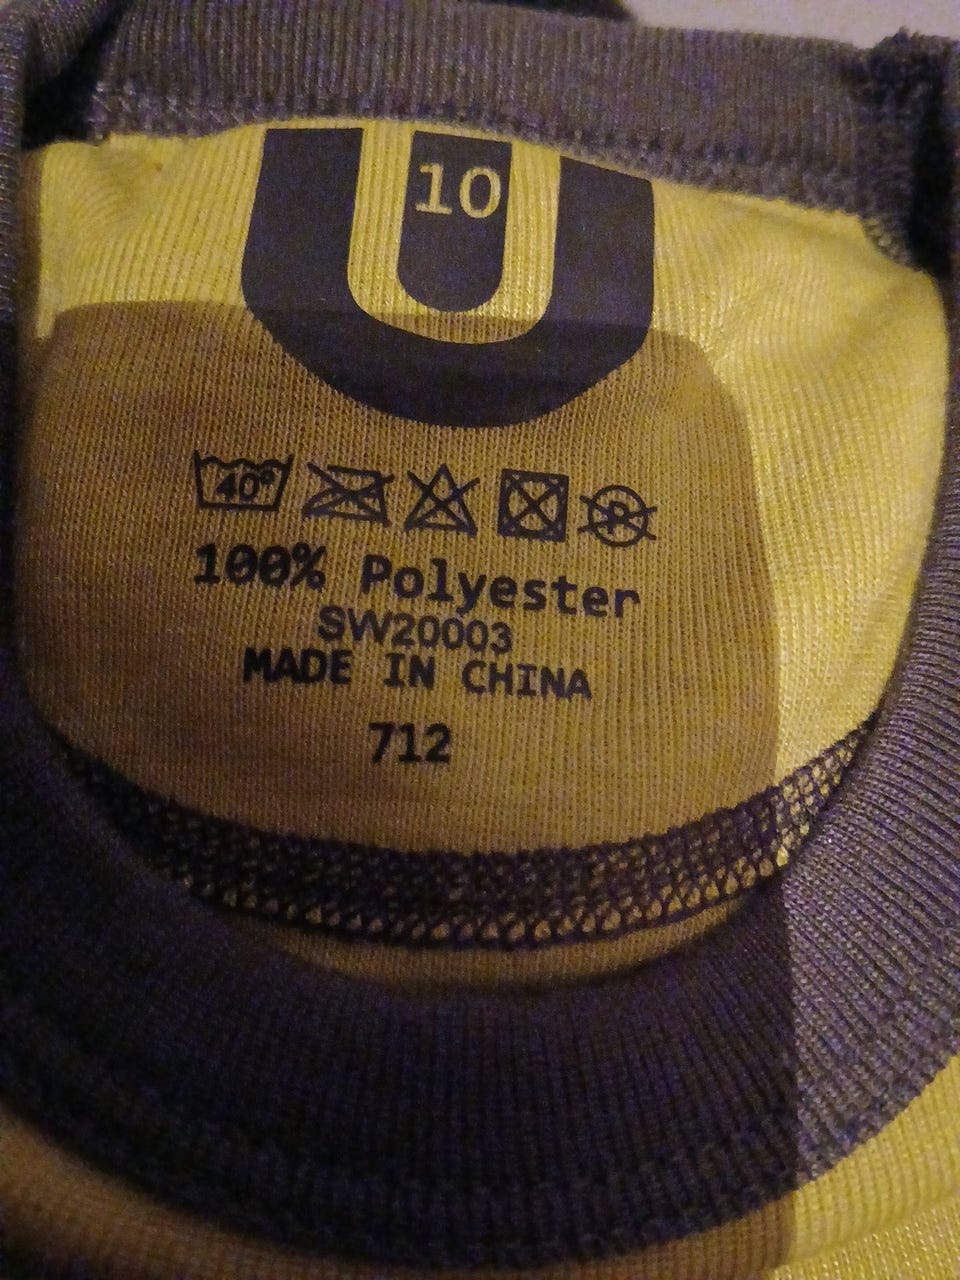 U
10
40°
P
100% Polyester
SW20003
MADE IN CHINA
712